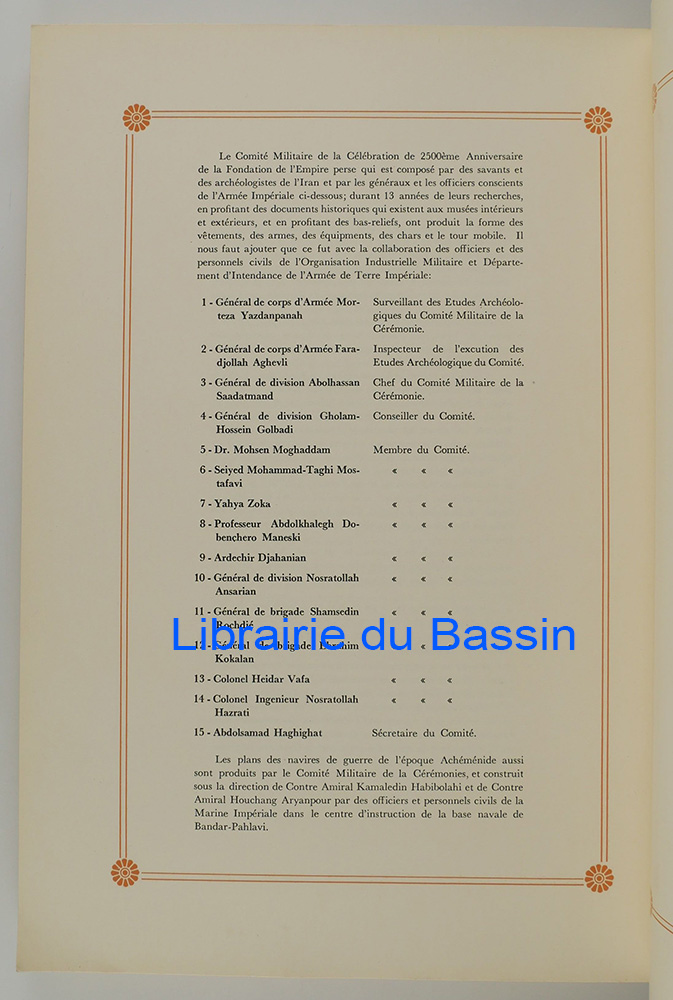 Le Comité Militaire de la Célébration de 2500ème Anniversaire
de la Fondation de l'Empire perse qui est composé par des savants et
des archéologistes de l'Iran et par les généraux et les officiers conscients
de l'Armée Impériale ci-dessous; durant 13 années de leurs recherches,
en profitant des documents historiques qui existent aux musées intérieurs
et extérieurs, et en profitant des bas-reliefs, ont produit la forme des
vêtements, des armes, des équipments, des chars et le tour mobile. Il
nous faut ajouter que ce fut avec la collaboration des officiers et des
personnels civils de l'Organisation Industrielle Militaire et Départe-
ment d'Intendance de l'Armée de Terre Impériale:
1 - Général de corps d'Armée Mor- Surveillant des Etudes Archéolo-
teza Yazdanpanah giques du Comité Militaire de la
Cérémonie.
2 - Général de corps d'Armée Fara- Inspecteur de l'excution des
djollah Aghevli Etudes Archéologique du Comité.
3 - Général de division Abolhassan Chef du Comité Militaire de la
Saadatmand Cérémonie.
4 - Général de division Gholam- Conseiller du Comité.
Hossein Golbadi
5 - Dr. Mohsen Moghaddam Membre du Comité.
6 - Seiyed Mohammad-Taghi Mos- « « «
tafavi
7 - Yahya Zoka « « «
8 - Professeur Abdolkhalegh Do- « « «
benchero Maneski
9 - Ardechir Djahanian « « «
10 - Général de division Nosratollah « « «
Ansarian
11 - Général de brigade Shamsedin « « «
Rochdié
Librairie du Bassin
12 - Général de brigade Ebrahim « «
Kokalan
13 - Colonel Heidar Vafa « « «
14 - Colonel Ingenieur Nosratollah « « «
Hazrati
15 - Abdolsamad Haghighat Sécretaire du Comité.
Les plans des navires de guerre de l'époque Achéménide aussi
sont produits par le Comité Militaire de la Cérémonies, et construit
sous la direction de Contre Amiral Kamaledin Habibolahi et de Contre
Amiral Houchang Aryanpour par des officiers et personnels civils de la
Marine Impériale dans le centre d'instruction de la base navale de
Bandar-Pahlavi.